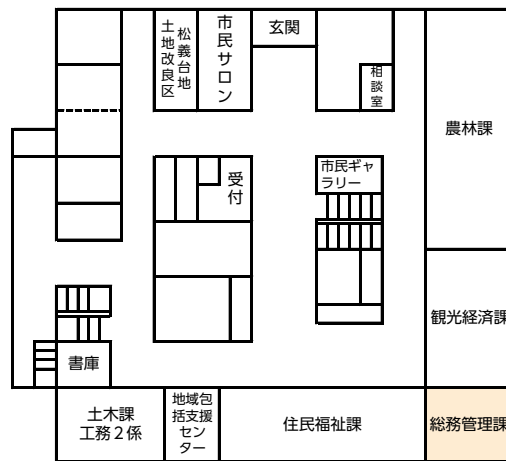 土地改良区
松義台地
市民サロン
玄関
相談室
農林課
受付
市民ギャ
ラリー
観光経済課
書庫
土木課
工務２係
地域包
括支援
セン
ター
住民福祉課
総務管理課